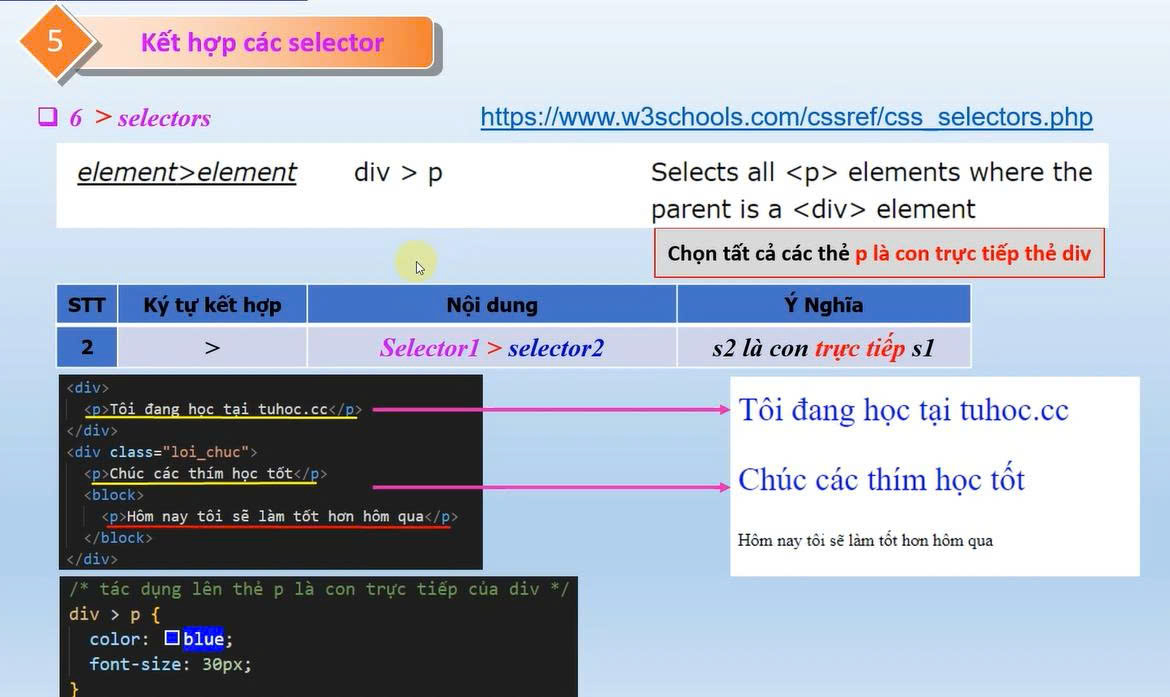 5
Kết hợp các selector
6 > selectors
https://www.w3schools.com/cssref/css_selectors.php
element>element div > p Selects all <p> elements where the
parent is a <div> element
Chọn tất cả các thẻ p là con trực tiếp thẻ div
STT Ký tự kết hợp Nội dung Ý Nghĩa
2 > Selector1 > selector2 s2 là con trực tiếp s1
<div>
<p>Tôi đang học tại tuhoc.cc</p>
</div>
<div class="loi_chuc">
<p>Chúc các thím học tốt</p>
<block>
<p>Hôm nay tôi sẽ làm tốt hơn hôm qua</p>
</block>
</div>
Tôi đang học tại tuhoc.cc
Chúc các thím học tốt
Hôm nay tôi sẽ làm tốt hơn hôm qua
/* tác dụng lên thẻ p là con trực tiếp của div */
div > p {
color: blue;
font-size: 30px;
}